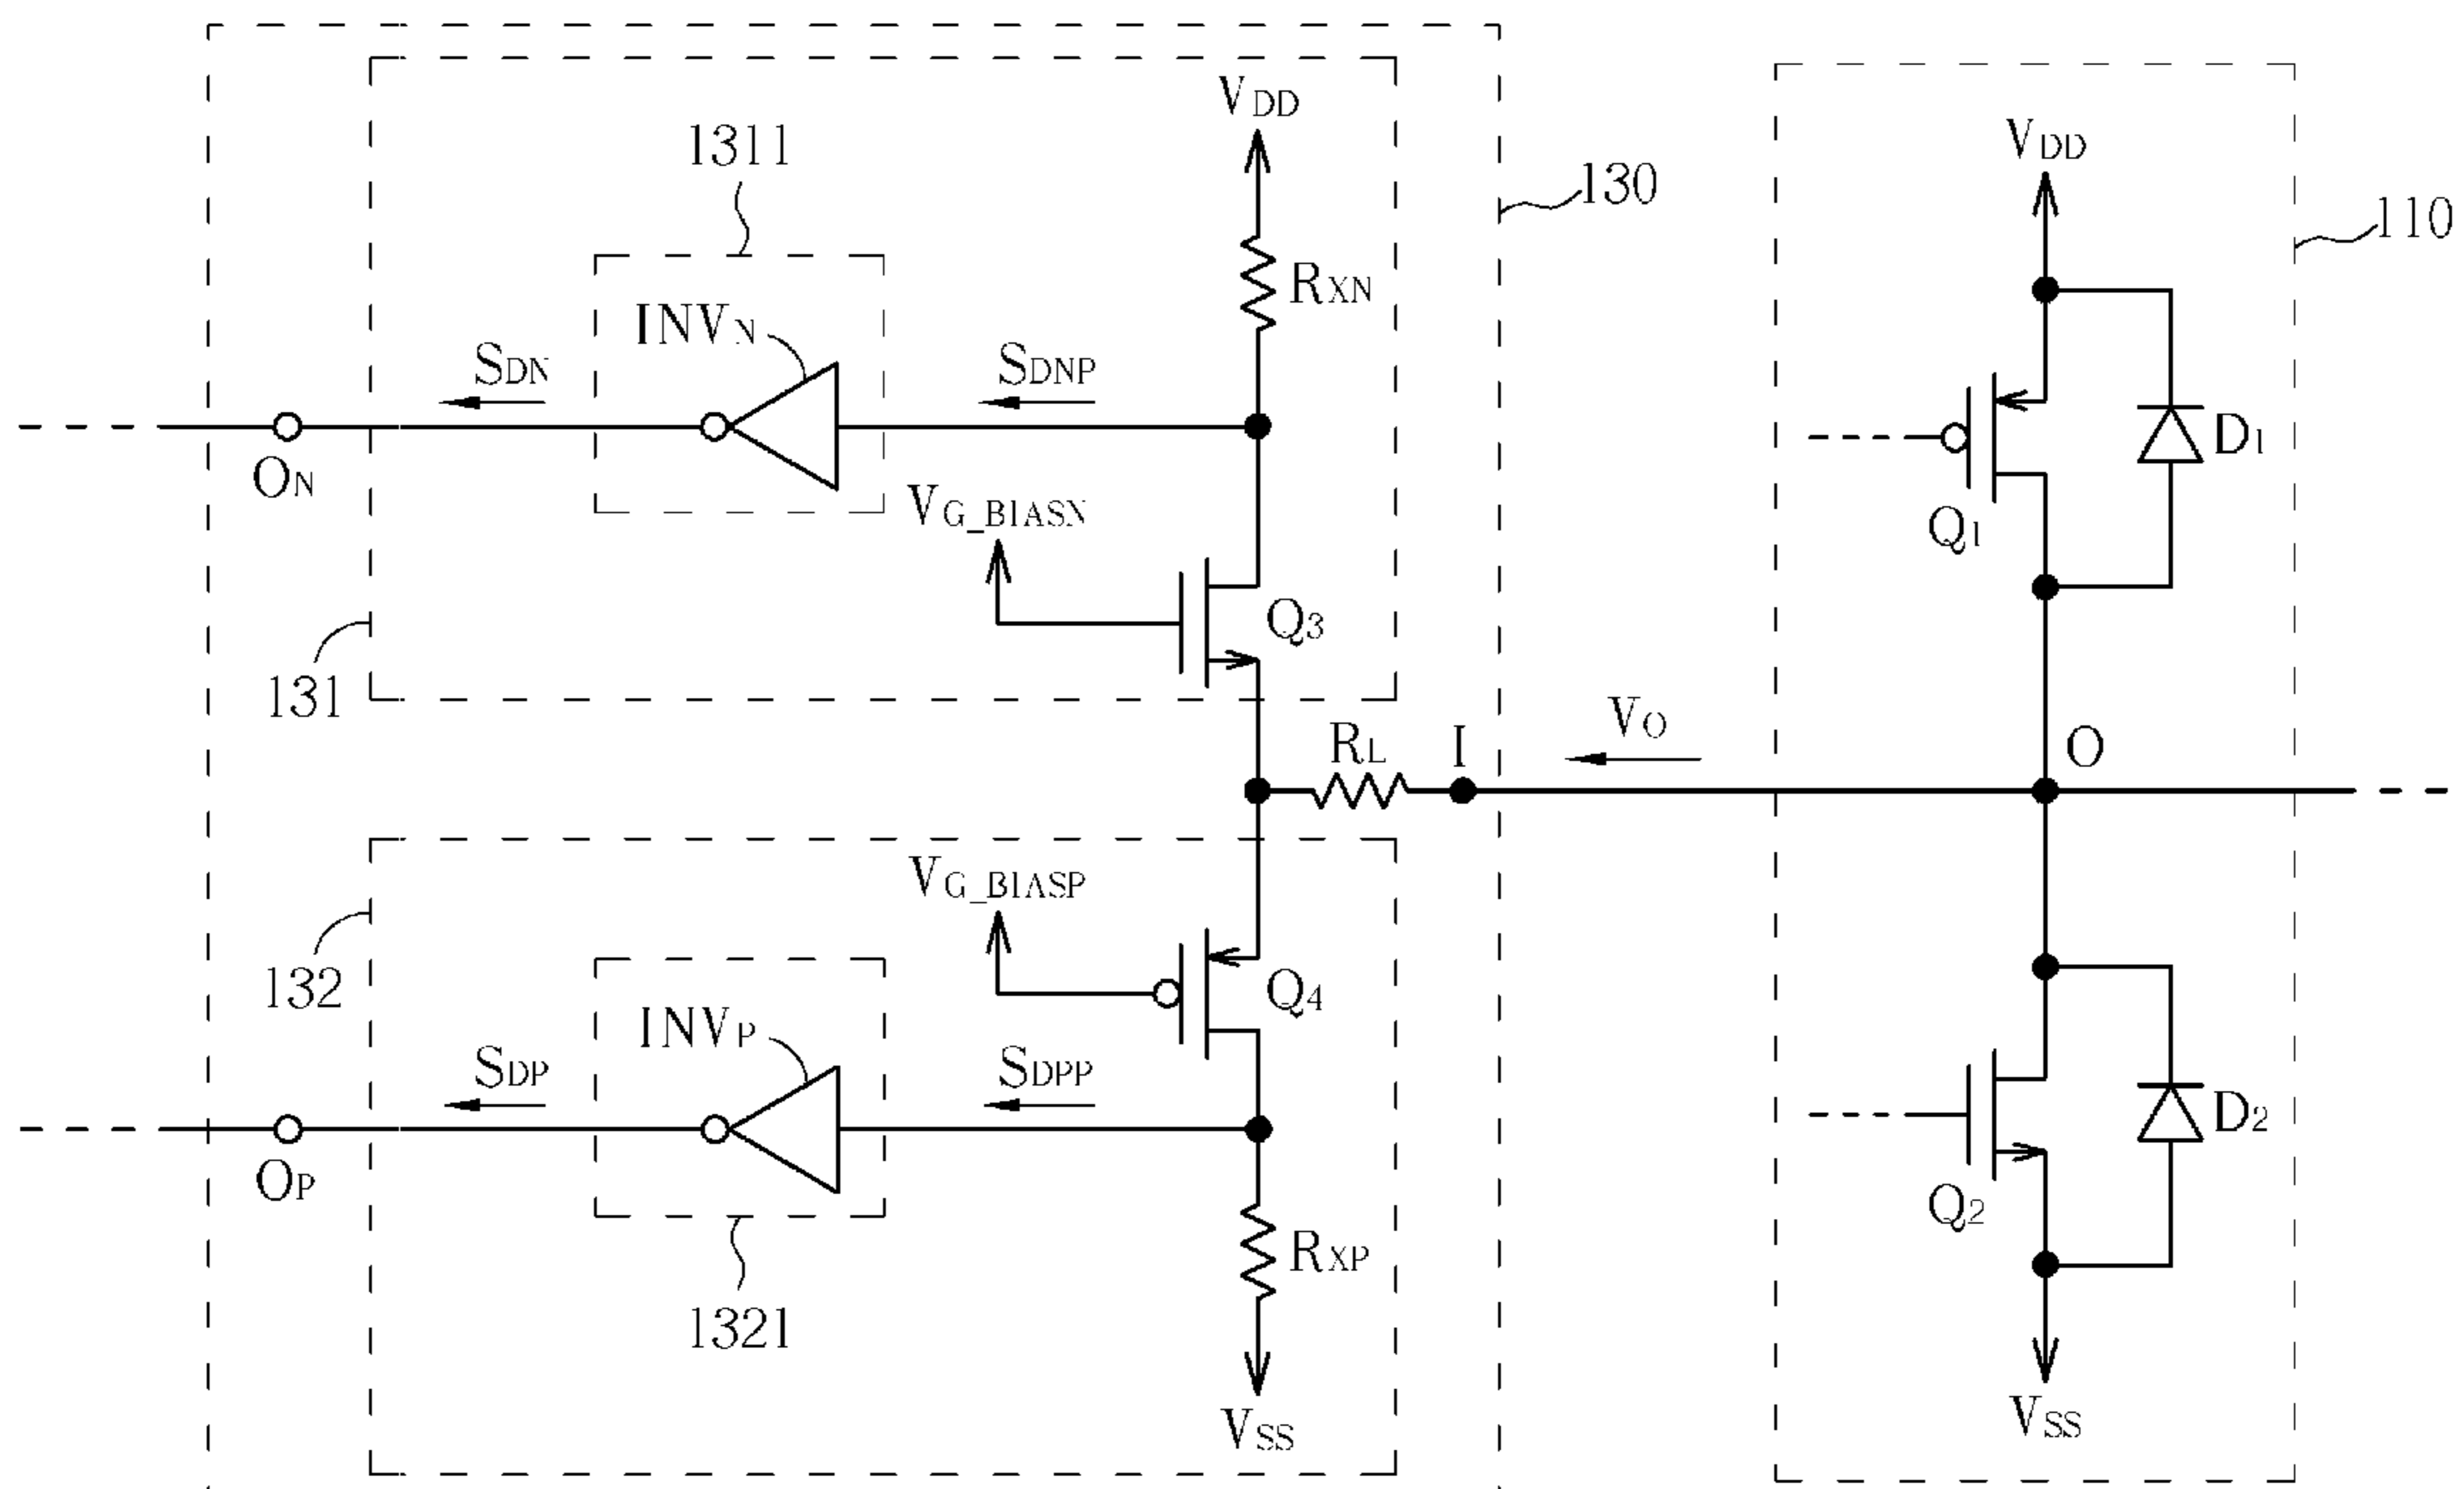 VDD
1311
130
VDD
110
RXN
INVN
SDN
SDNP
D1
ON
VG_BIASN
Q1
Q3
131
VO
RL
I
O
VG_BIASP
132
Q4
INVP
SDP
SDPP
D2
OP
Q2
RXP
1321
VSS
VSS